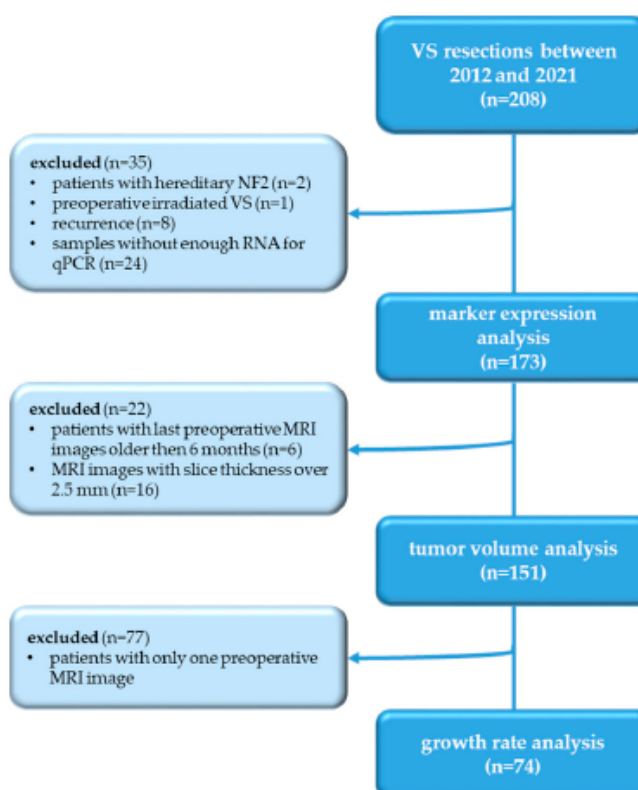 VS resections between
2012 and 2021
(n=208)
excluded (n=35)
• patients with hereditary NF2 (n=2)
• preoperative irradiated VS (n=1)
• recurrence (n=8)
• samples without enough RNA for
qPCR (n=24)
marker expression
analysis
(n=173)
excluded (n=22)
• patients with last preoperative MRI
images older then 6 months (n=6)
• MRI images with slice thickness over
2.5 mm (n=16)
tumor volume analysis
(n=151)
excluded (n=77)
• patients with only one preoperative
MRI image
growth rate analysis
(n=74)